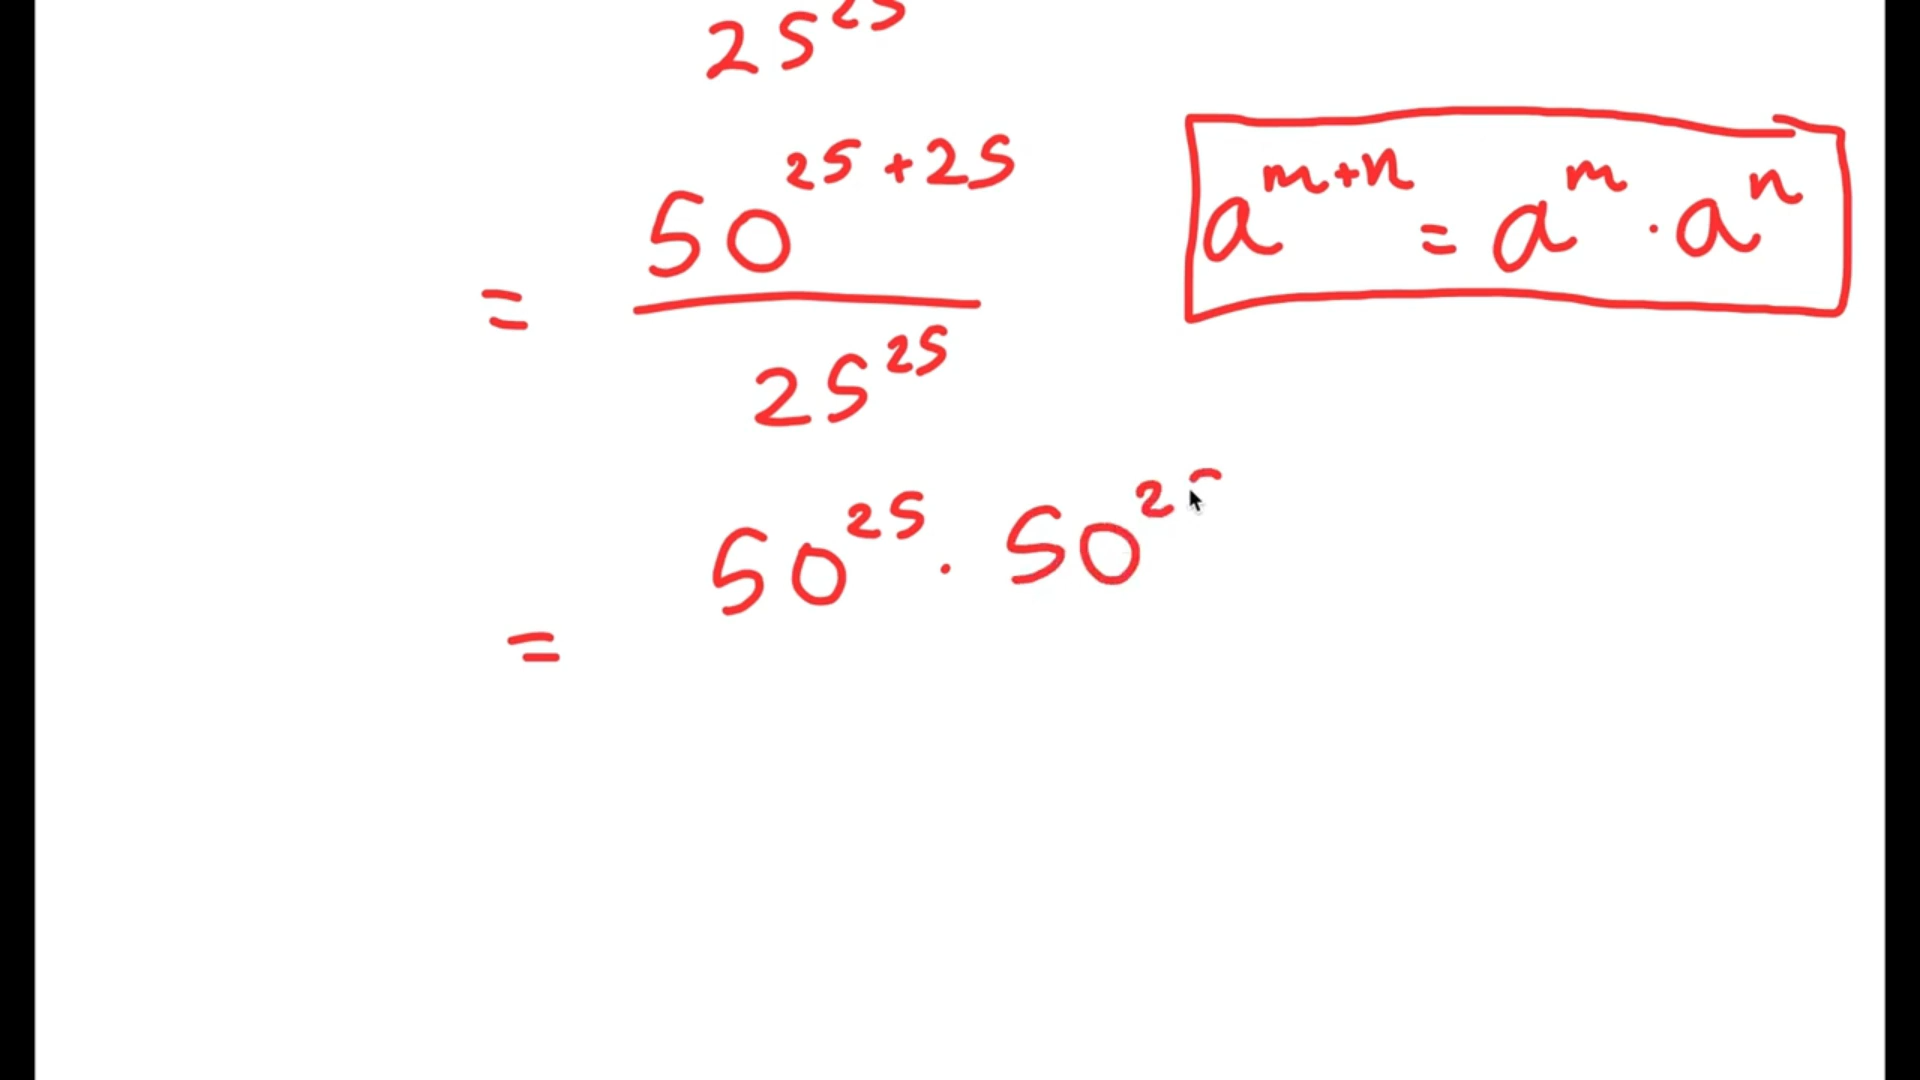 25^25
50^25+25
a^m+n = a^m · a^n
=
25^25
50^25 · 50^2
=